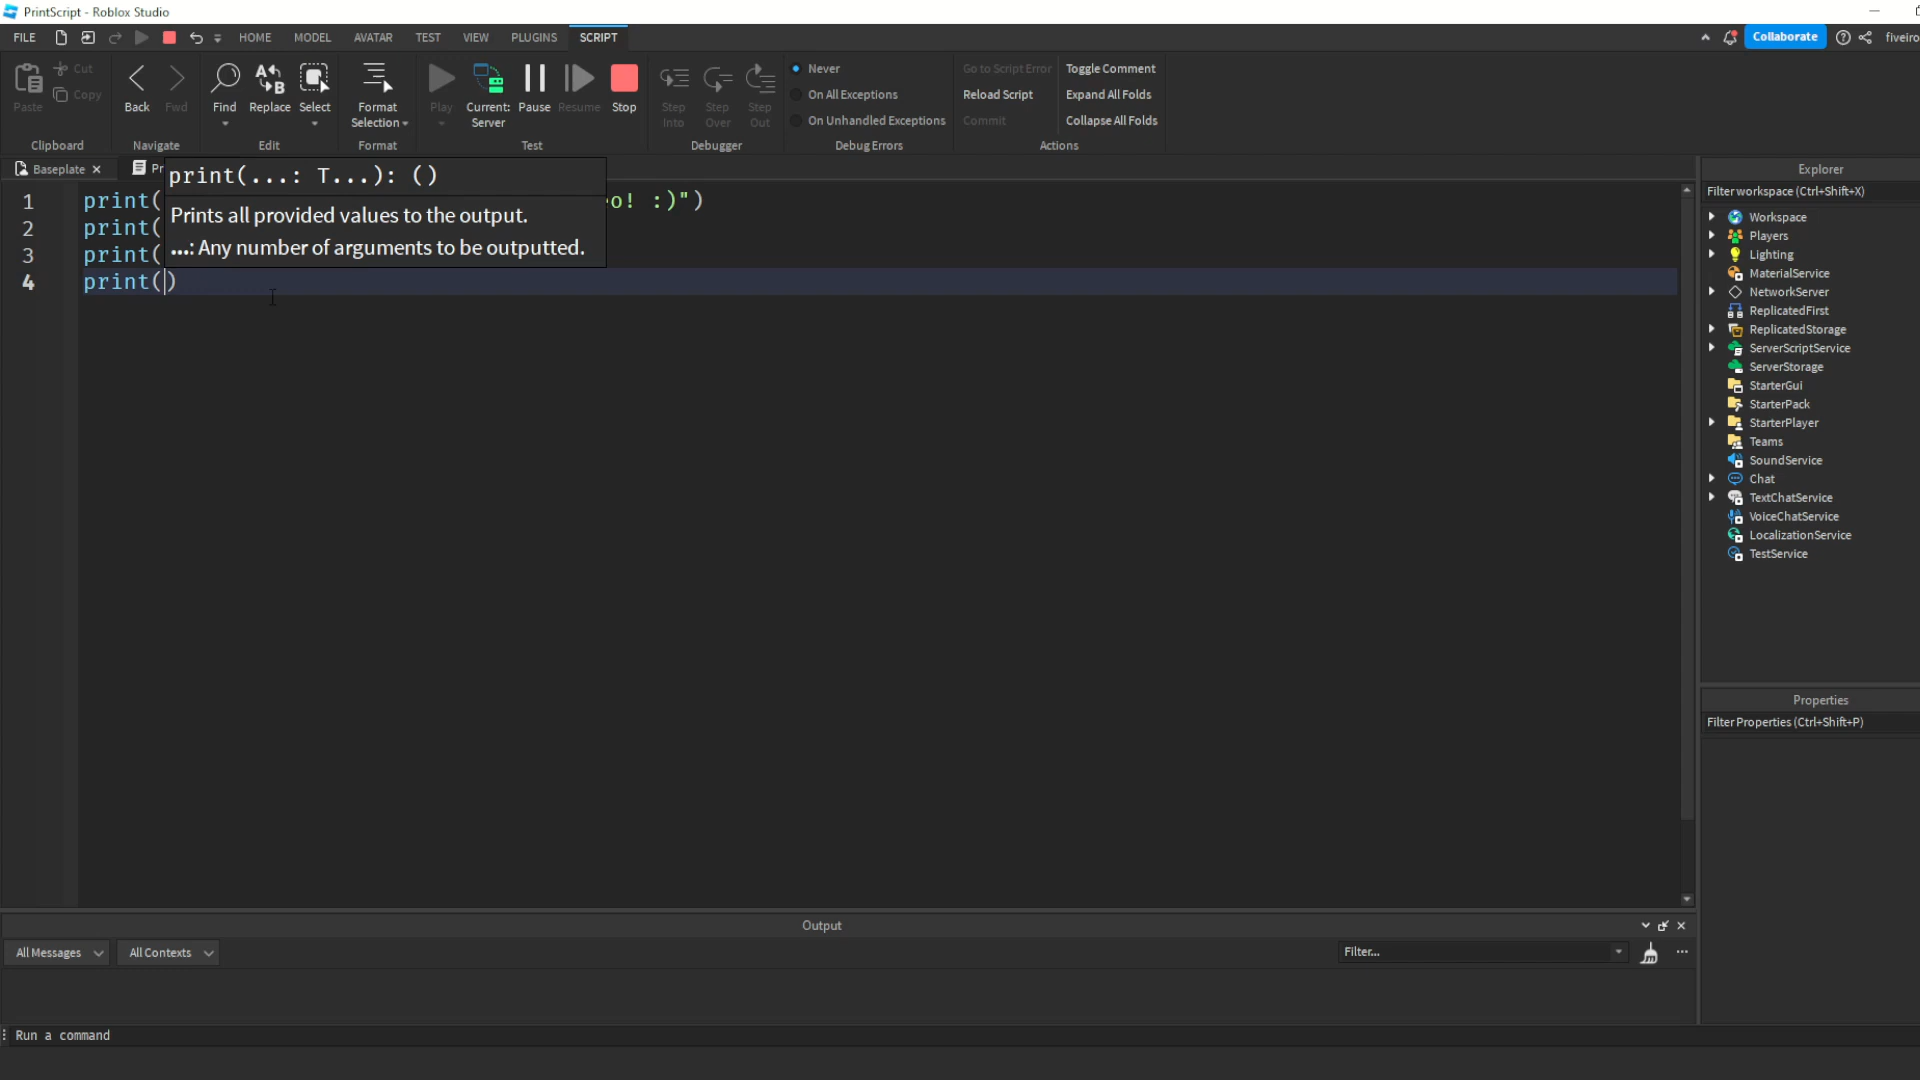 PrintScript - Roblox Studio
FILE HOME MODEL AVATAR TEST VIEW PLUGINS SCRIPT Collaborate
Paste Cut Copy
Clipboard
Back Fwd
Navigate
Find Replace Select
Edit
Format Selection
Format
Play Current: Server Pause Resume Stop
Test
Step Into Step Over Step Out
Debugger
Never
On All Exceptions
On Unhandled Exceptions
Debug Errors
Go to Script Error Toggle Comment
Reload Script Expand All Folds
Commit Collapse All Folds
Actions
Baseplate
print(...: T...): ()
Prints all provided values to the output.
...: Any number of arguments to be outputted.
1 print( o! :)")
2 print(
3 print(
4 print()
Explorer
Filter workspace (Ctrl+Shift+X)
Workspace
Players
Lighting
MaterialService
NetworkServer
ReplicatedFirst
ReplicatedStorage
ServerScriptService
ServerStorage
StarterGui
StarterPack
StarterPlayer
Teams
SoundService
Chat
TextChatService
VoiceChatService
LocalizationService
TestService
Properties
Filter Properties (Ctrl+Shift+P)
Output
All Messages All Contexts Filter...
Run a command